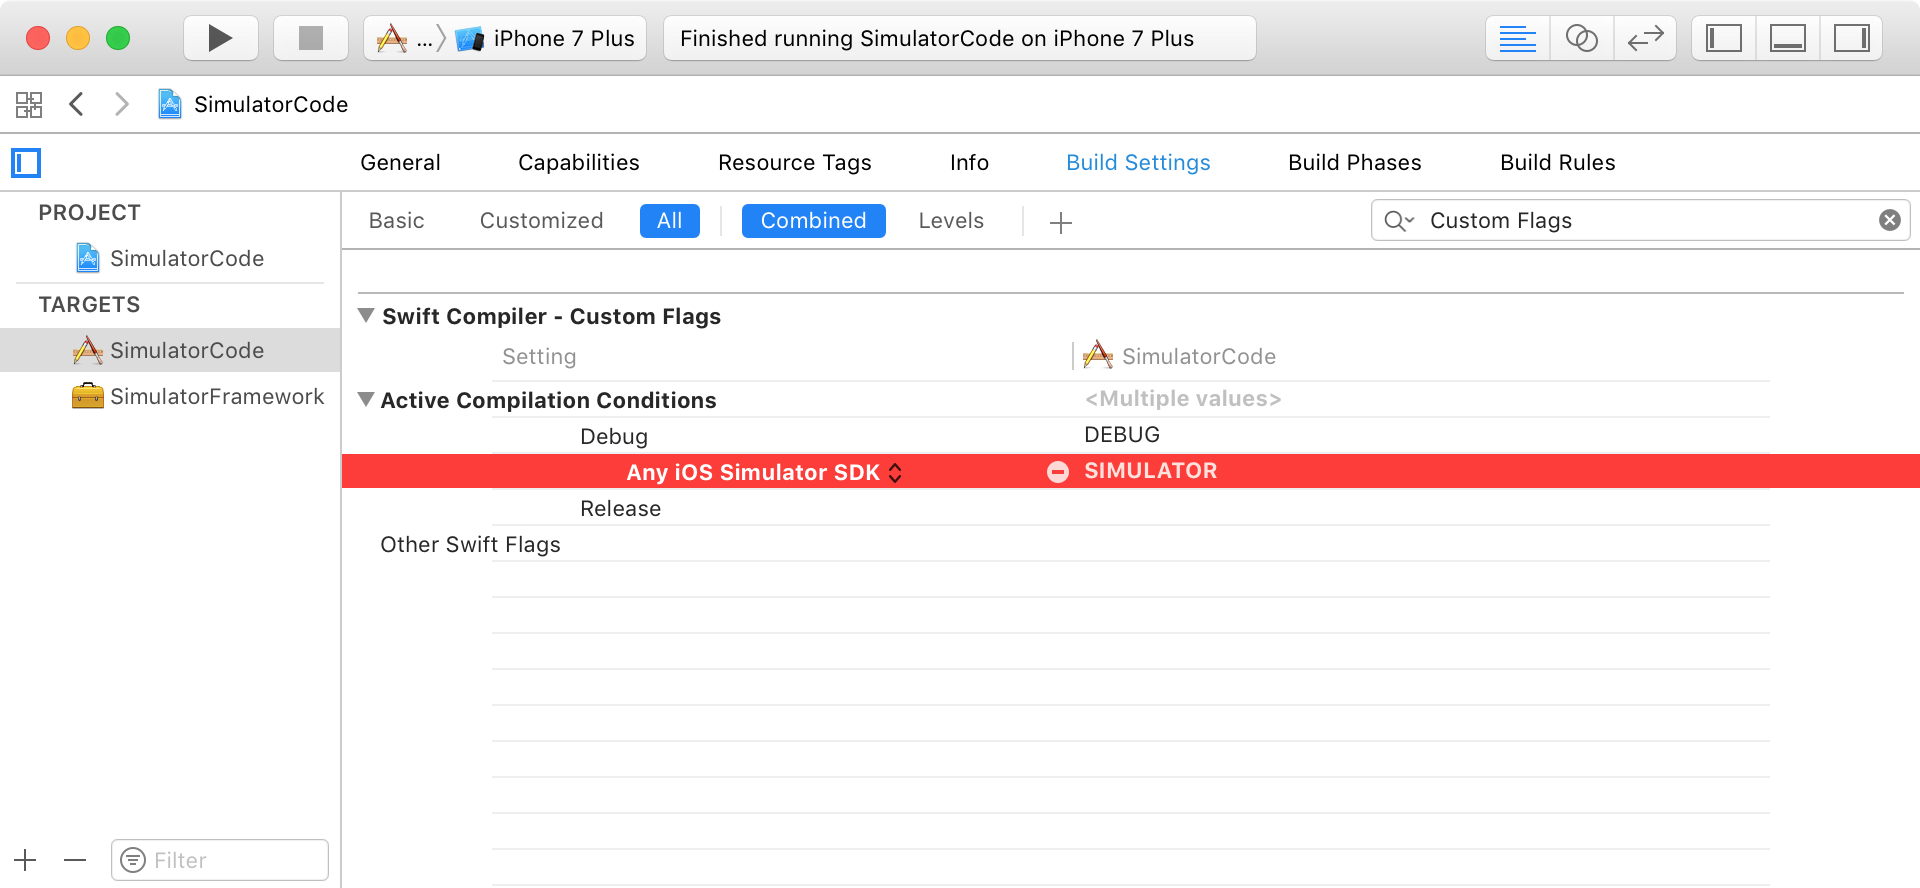 ... iPhone 7 Plus
Finished running SimulatorCode on iPhone 7 Plus
SimulatorCode
General Capabilities Resource Tags Info Build Settings Build Phases Build Rules
PROJECT
SimulatorCode
TARGETS
SimulatorCode
SimulatorFramework
Basic Customized All Combined Levels
Custom Flags
Swift Compiler - Custom Flags
Setting SimulatorCode
Active Compilation Conditions <Multiple values>
Debug DEBUG
Any iOS Simulator SDK SIMULATOR
Release
Other Swift Flags
Filter